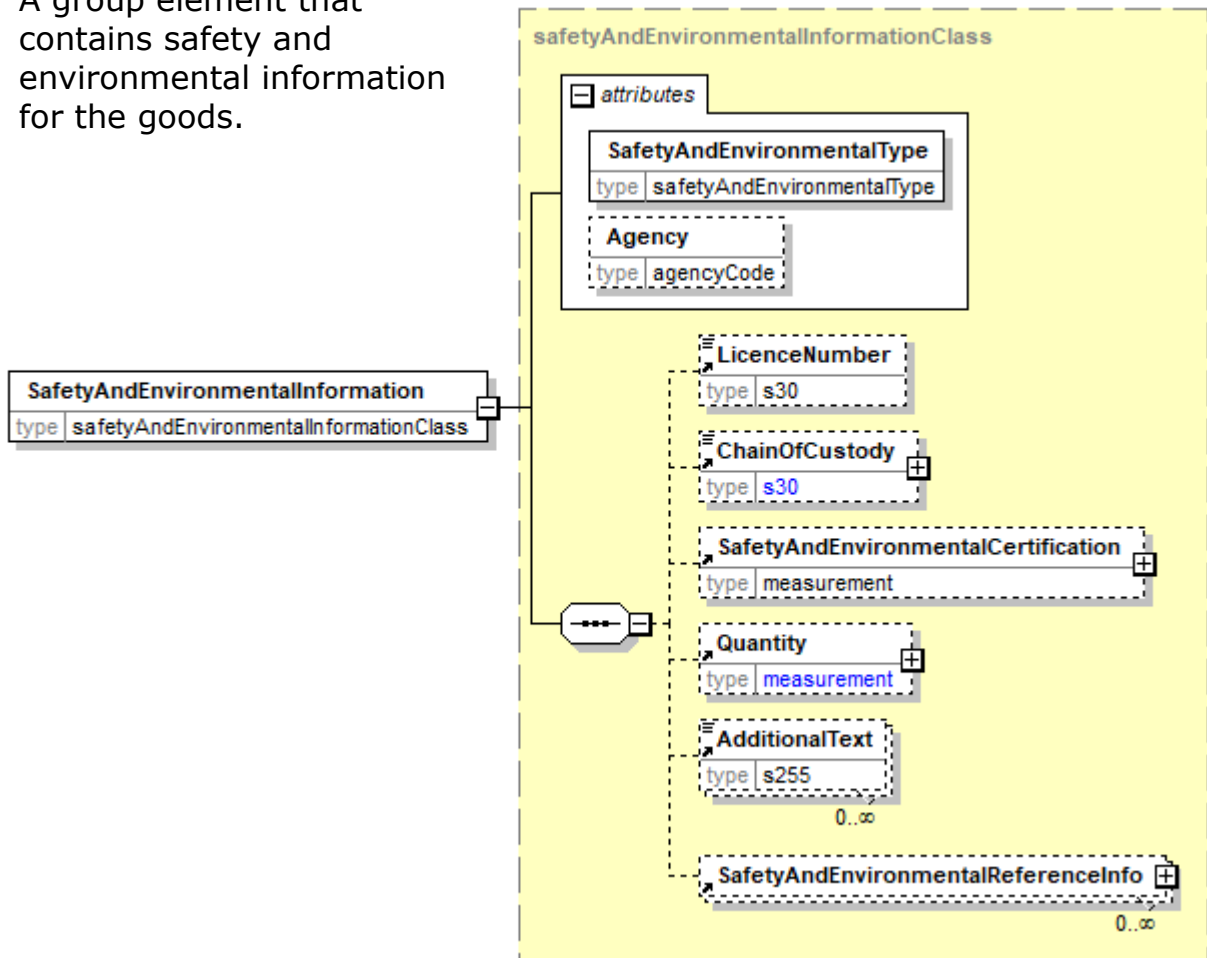 A group element that
contains safety and
environmental information
for the goods.
safetyAndEnvironmentalInformationClass
attributes
SafetyAndEnvironmentalType
type safetyAndEnvironmentalType
Agency
type agencyCode
SafetyAndEnvironmentalInformation
type safetyAndEnvironmentalInformationClass
LicenceNumber
type s30
ChainOfCustody
type s30
SafetyAndEnvironmentalCertification
type measurement
Quantity
type measurement
AdditionalText
type s255
0..∞
SafetyAndEnvironmentalReferenceInfo
0..∞